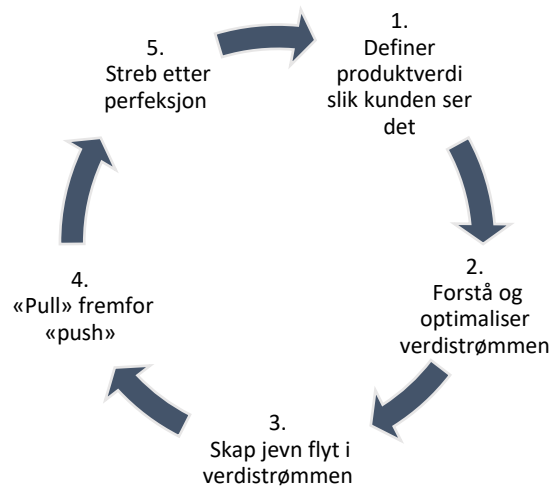 1.
Definer
produktverdi
slik kunden ser
det
2.
Forstå og
optimaliser
verdistrømmen
3.
Skap jevn flyt i
verdistrømmen
4.
«Pull» fremfor
«push»
5.
Streb etter
perfeksjon